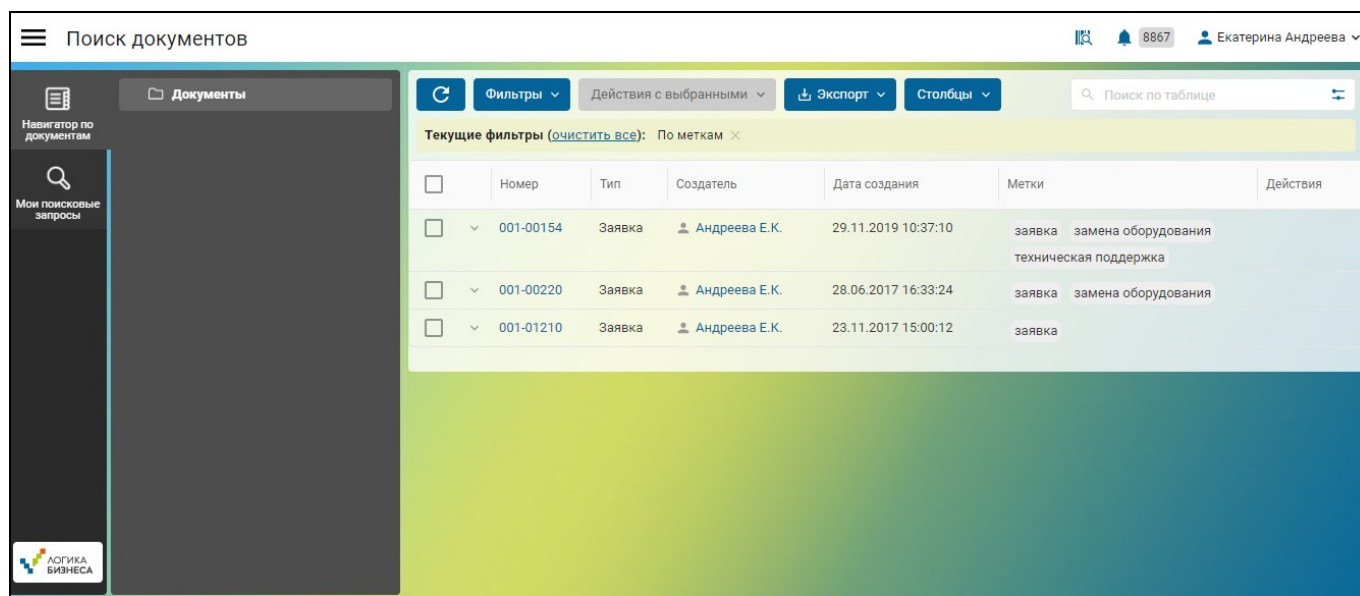 Поиск документов
8867 Екатерина Андреева
Навигатор по
документам
Мои поисковые
запросы
Документы
Фильтры Действия с выбранными Экспорт Столбцы Поиск по таблице
Текущие фильтры (очистить все): По меткам
Номер Тип Создатель Дата создания Метки Действия
001-00154 Заявка Андреева Е.К. 29.11.2019 10:37:10 заявка замена оборудования
техническая поддержка
001-00220 Заявка Андреева Е.К. 28.06.2017 16:33:24 заявка замена оборудования
001-01210 Заявка Андреева Е.К. 23.11.2017 15:00:12 заявка
ЛОГИКА
БИЗНЕСА